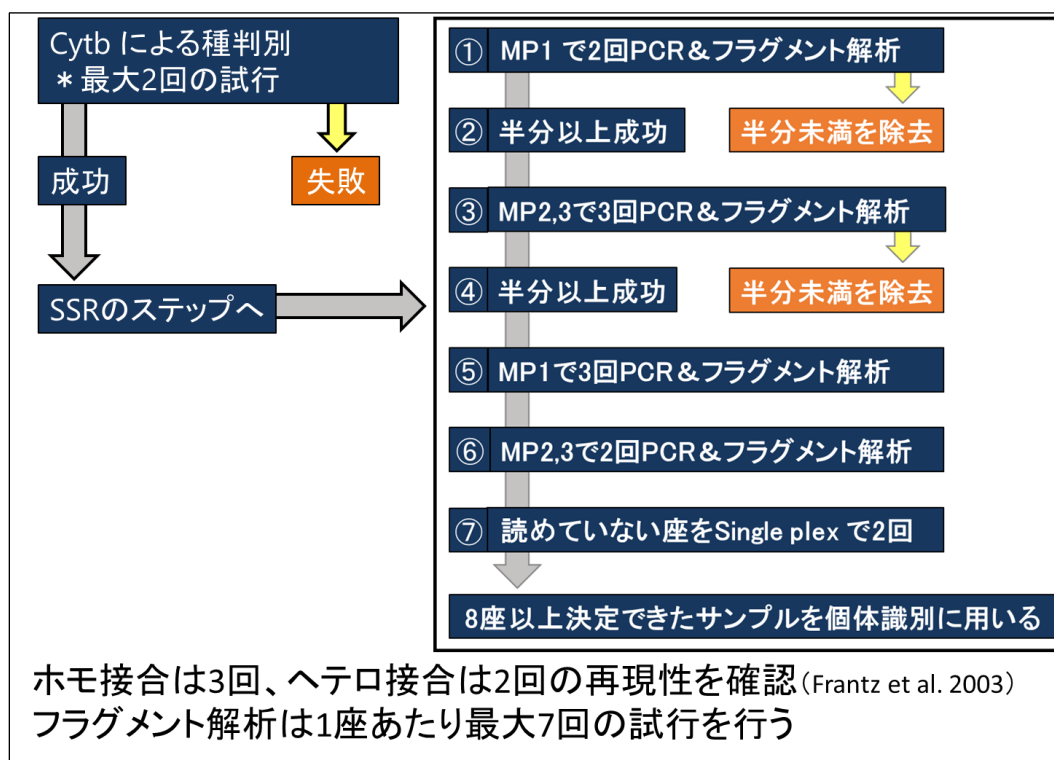 Cytb による種判別
＊最大2回の試行
成功
失敗
SSRのステップへ
① MP1 で2回PCR＆フラグメント解析
② 半分以上成功
半分未満を除去
③ MP2,3で3回PCR＆フラグメント解析
④ 半分以上成功
半分未満を除去
⑤ MP1で3回PCR＆フラグメント解析
⑥ MP2,3で2回PCR＆フラグメント解析
⑦ 読めていない座をSingle plex で2回
8座以上決定できたサンプルを個体識別に用いる
ホモ接合は3回、ヘテロ接合は2回の再現性を確認（Frantz et al. 2003）
フラグメント解析は1座あたり最大7回の試行を行う